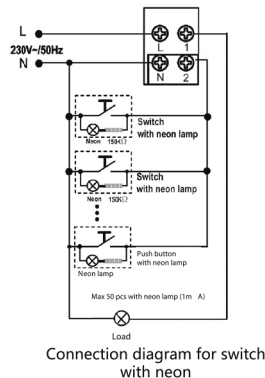 L
230V~/50Hz
N
L 1
N 2
Switch
with neon lamp
Neon 150KΩ
Switch
with neon lamp
Neon 150KΩ
Push button
with neon lamp
Neon lamp
Max 50 pcs with neon lamp (1m A)
Load
Connection diagram for switch
with neon